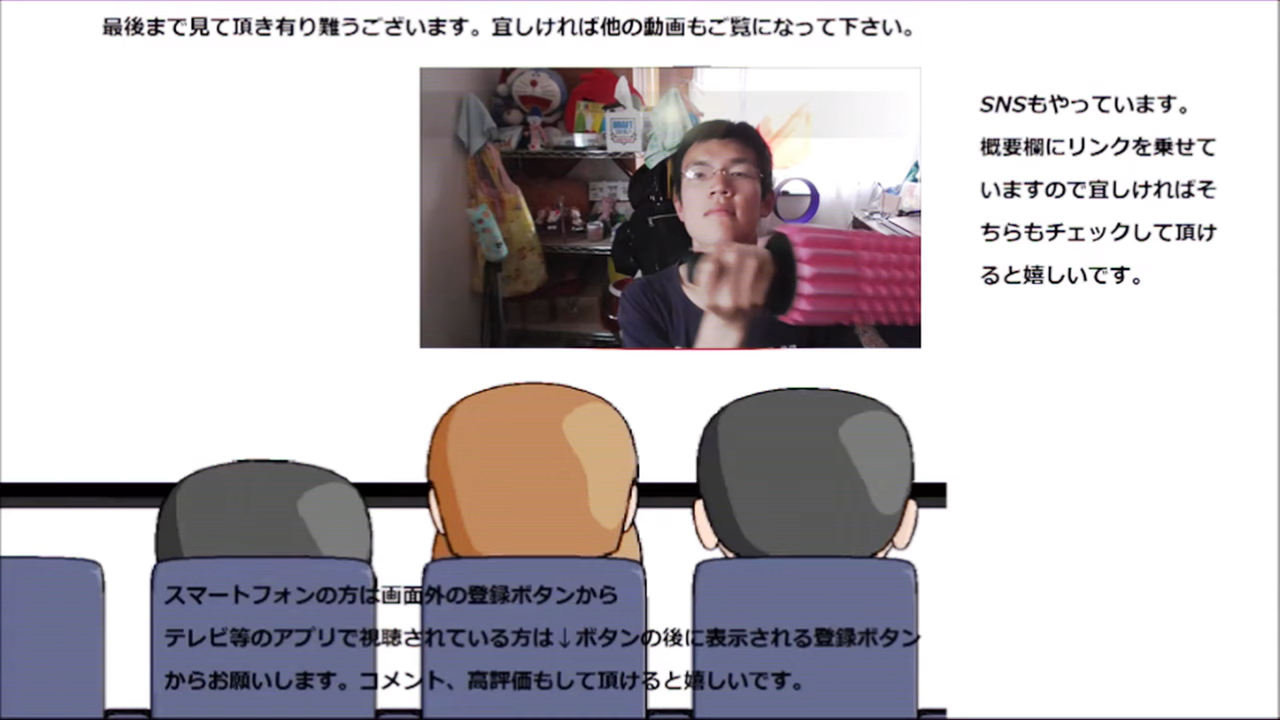 最後まで見て頂き有り難うございます。宜しければ他の動画もご覧になって下さい。
SNSもやっています。
概要欄にリンクを乗せて
いますので宜しければそ
ちらもチェックして頂け
ると嬉しいです。
スマートフォンの方は画面外の登録ボタンから
テレビ等のアプリで視聴されている方は↓ボタンの後に表示される登録ボタン
からお願いします。コメント、高評価もして頂けると嬉しいです。